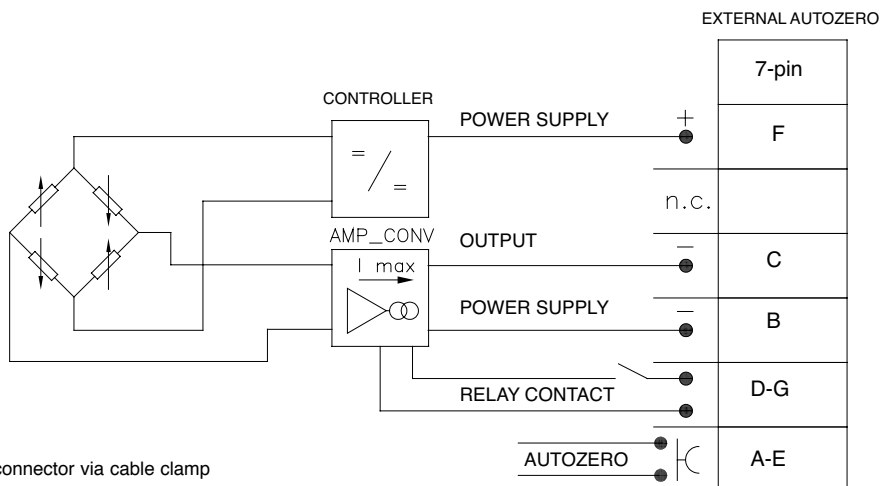 EXTERNAL AUTOZERO
7-pin
CONTROLLER
POWER SUPPLY
+
F
=
/
=
n.c.
AMP_CONV
OUTPUT
–
C
I max
POWER SUPPLY
–
B
RELAY CONTACT
D-G
AUTOZERO
A-E
connector via cable clamp